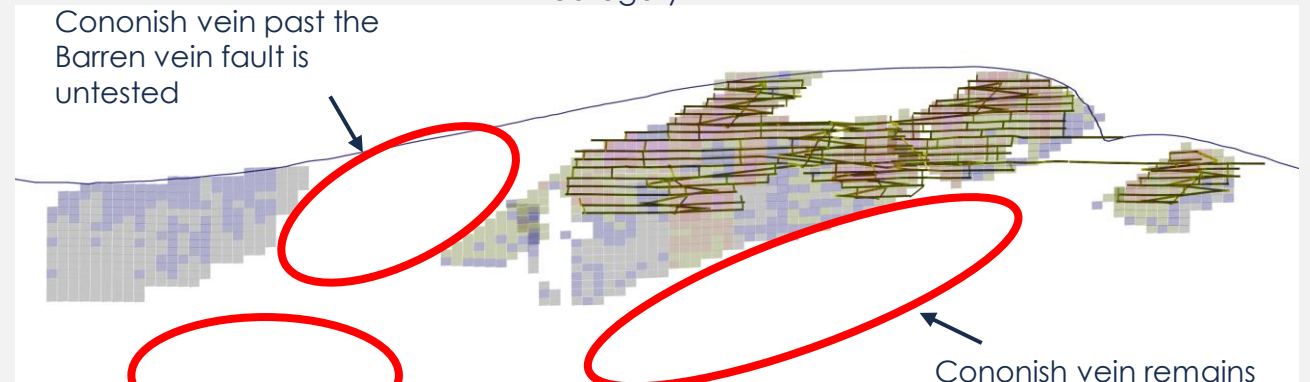 Cononish vein past the
Barren vein fault is
untested
Cononish vein remains